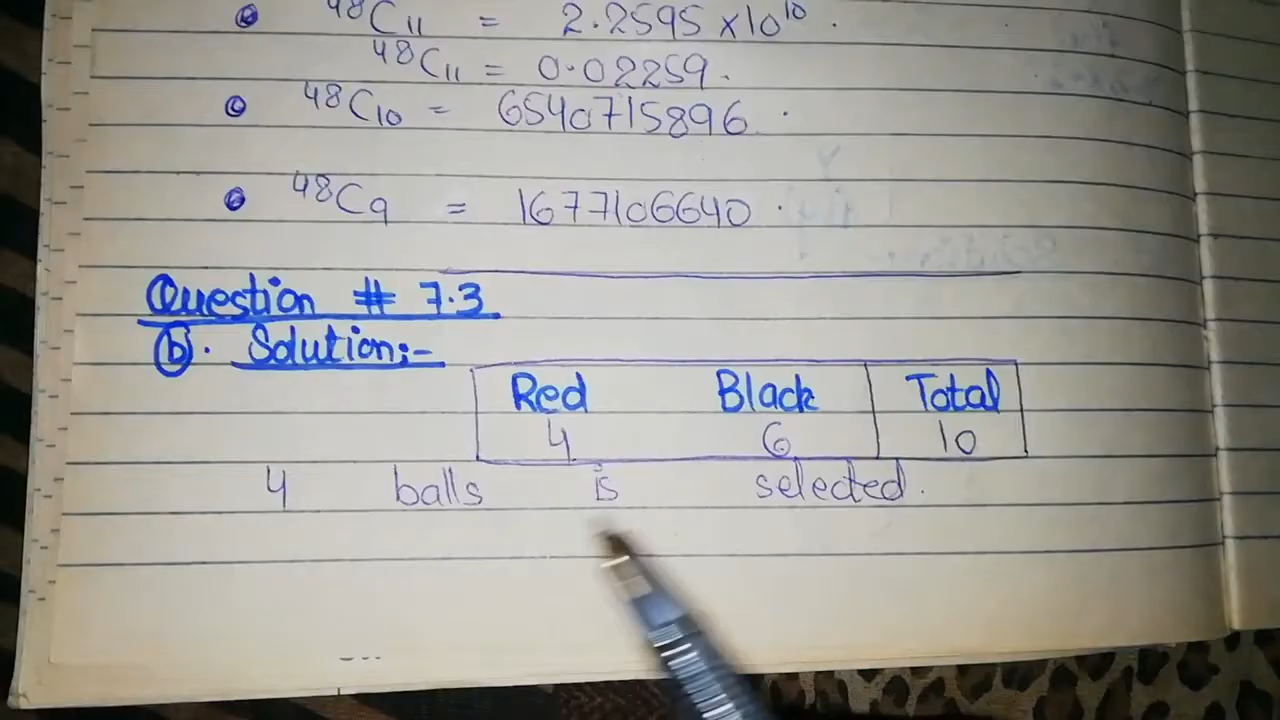 48C11 = 2.2595 x10^10 .
48C11 = 0.02259.
48C10 = 6540715896 .
48C9 = 1677106640 .
Question # 7.3
(b). Solution:-
Red Black Total
4 6 10
4 balls is selected.